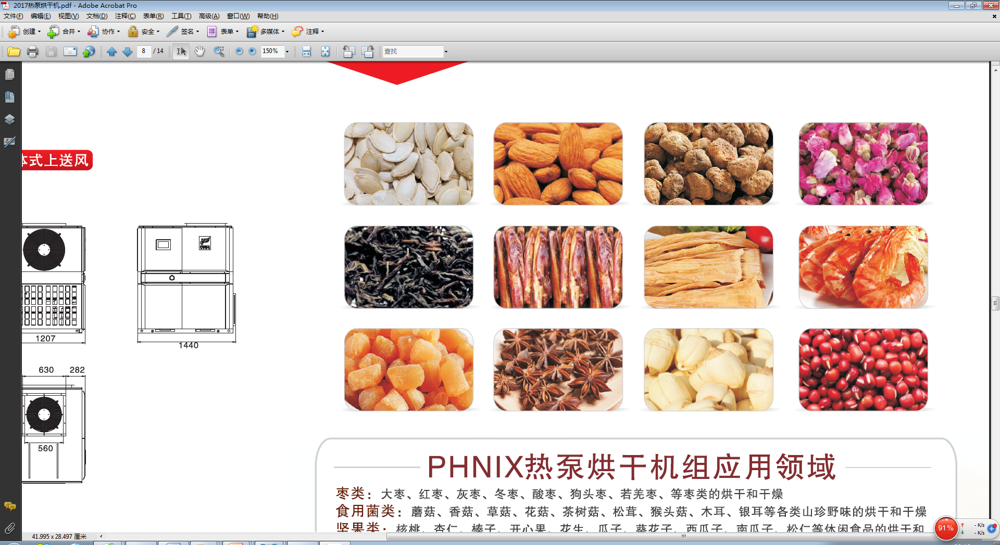 2017热泵烘干机.pdf - Adobe Acrobat Pro
文件(F) 编辑(E) 视图(V) 文档(D) 注释(C) 表单(R) 工具(T) 高级(A) 窗口(W) 帮助(H)
创建 合并 协作 安全 签名 表单 多媒体 注释
8 / 14 150% 查找
体式上送风
1207
1440
630 282
560
PHNIX热泵烘干机组应用领域
枣类：大枣、红枣、灰枣、冬枣、酸枣、狗头枣、若羌枣、等枣类的烘干和干燥
食用菌类：蘑菇、香菇、草菇、花菇、茶树菇、松茸、猴头菇、木耳、银耳等各类山珍野味的烘干和干燥
坚果类：核桃、杏仁、榛子、开心果、花生、瓜子、葵花子、西瓜子、南瓜子、松仁等休闲食品的烘干和
41.995 x 28.497 厘米
91%
- K/s
- K/s